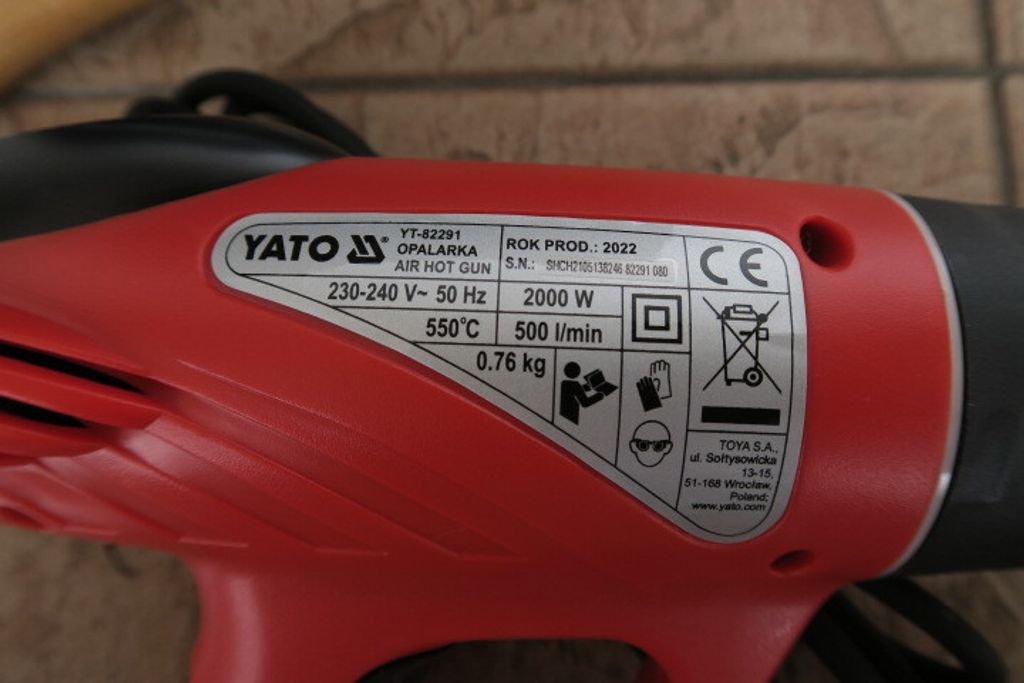 YATO ® YT-82291
OPALARKA
AIR HOT GUN
ROK PROD.: 2022
S.N.: SHCH2105138246 82291 080
CE
230-240 V~ 50 Hz
2000 W
550°C
500 l/min
0.76 kg
TOYA S.A.,
ul. Sołtysowicka
13-15,
51-168 Wrocław,
Poland;
www.yato.com